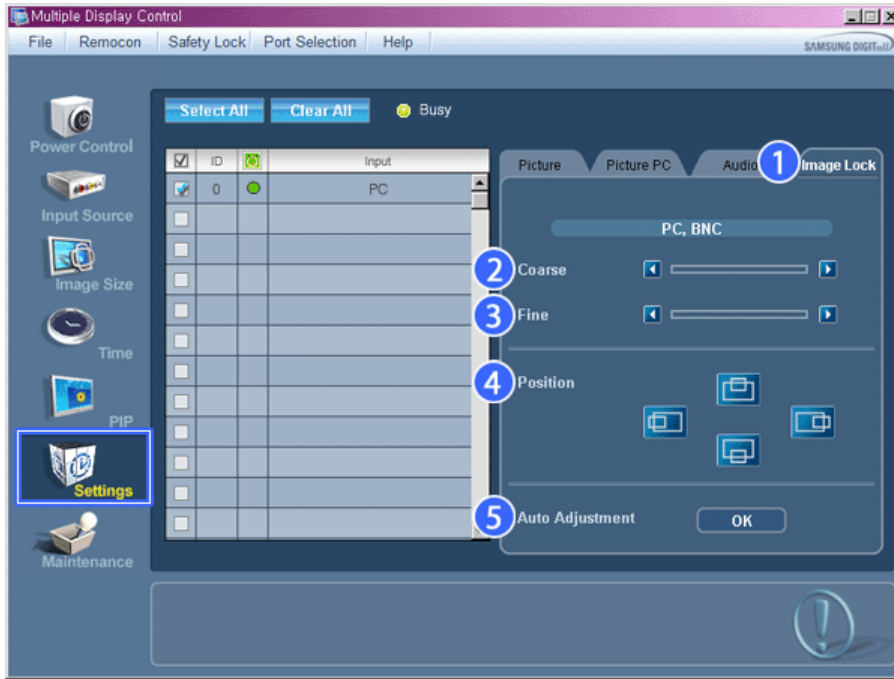 Multiple Display Control
File Remocon Safety Lock Port Selection Help
SAMSUNG DIGITall
Select All Clear All Busy
Power Control
Input Source
Image Size
Time
PIP
Settings
Maintenance
ID Input
0 PC
Picture Picture PC Audio 1 Image Lock
PC, BNC
2 Coarse
3 Fine
4 Position
5 Auto Adjustment OK